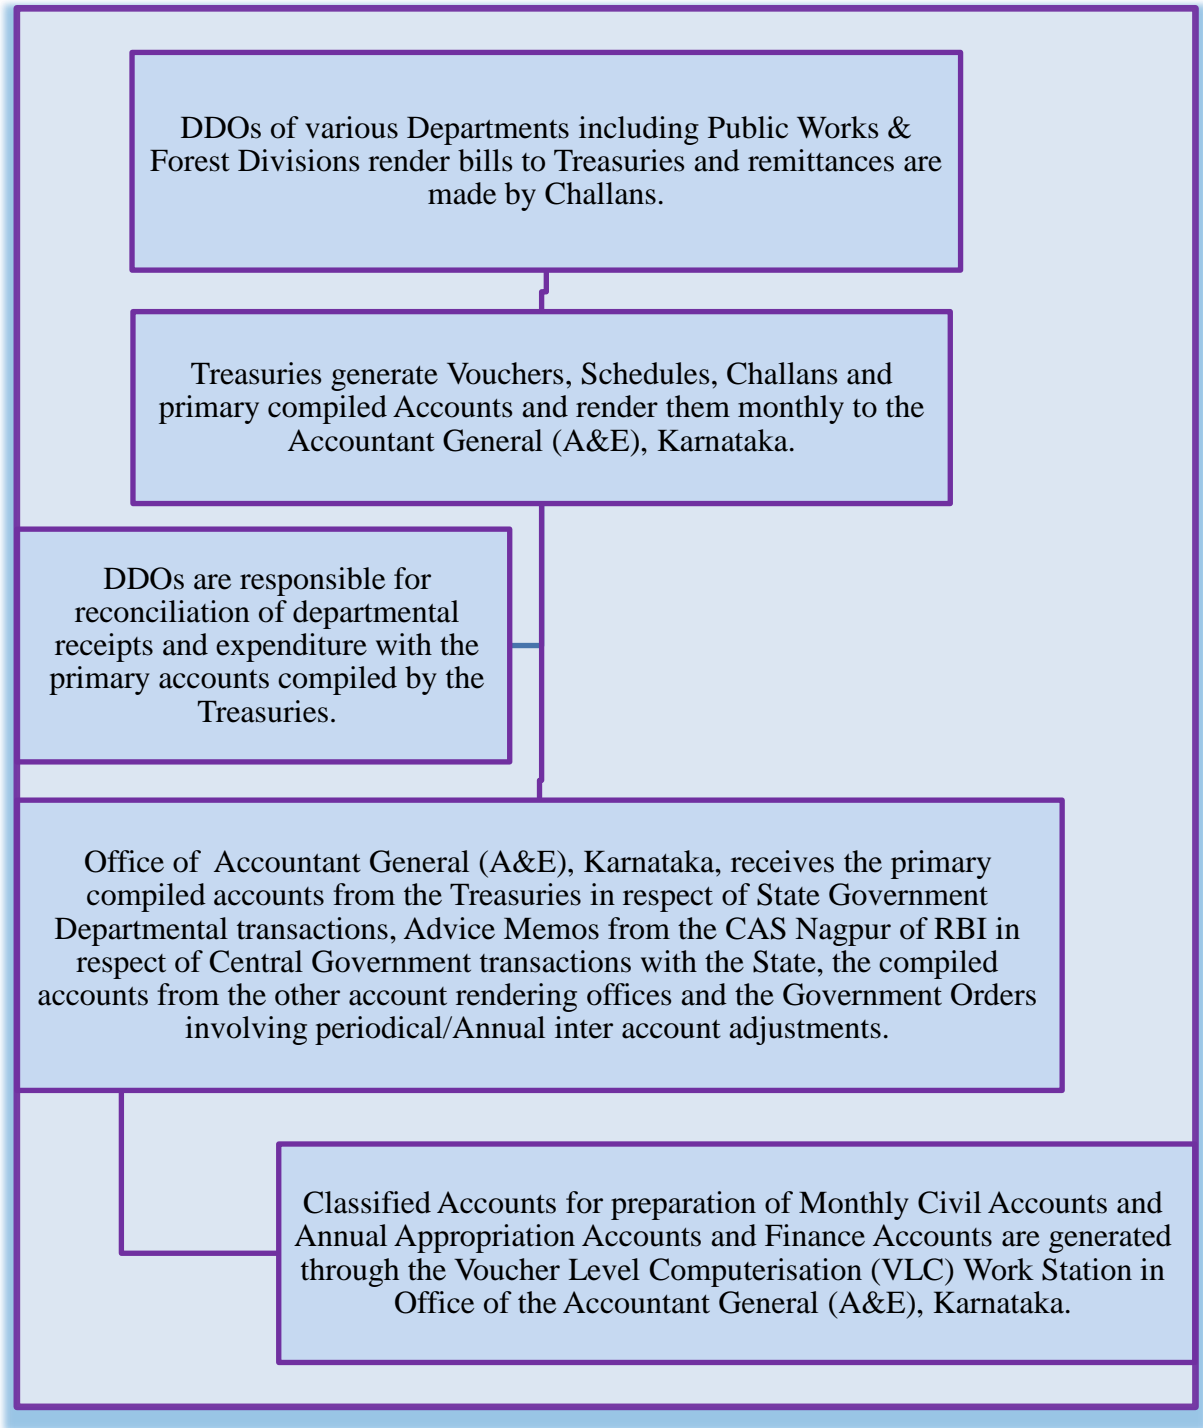 DDOs of various Departments including Public Works &
Forest Divisions render bills to Treasuries and remittances are
made by Challans.
Treasuries generate Vouchers, Schedules, Challans and
primary compiled Accounts and render them monthly to the
Accountant General (A&E), Karnataka.
DDOs are responsible for
reconciliation of departmental
receipts and expenditure with the
primary accounts compiled by the
Treasuries.
Office of Accountant General (A&E), Karnataka, receives the primary
compiled accounts from the Treasuries in respect of State Government
Departmental transactions, Advice Memos from the CAS Nagpur of RBI in
respect of Central Government transactions with the State, the compiled
accounts from the other account rendering offices and the Government Orders
involving periodical/Annual inter account adjustments.
Classified Accounts for preparation of Monthly Civil Accounts and
Annual Appropriation Accounts and Finance Accounts are generated
through the Voucher Level Computerisation (VLC) Work Station in
Office of the Accountant General (A&E), Karnataka.